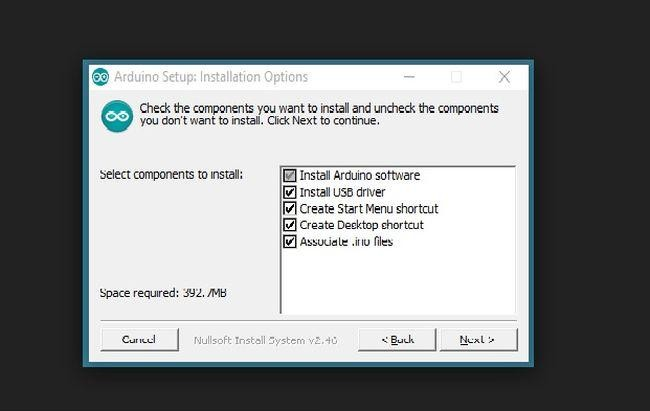 Arduino Setup: Installation Options
Check the components you want to install and uncheck the components
you don't want to install. Click Next to continue.
Select components to install:
Install Arduino software
Install USB driver
Create Start Menu shortcut
Create Desktop shortcut
Associate .ino files
Space required: 392.7MB
Cancel
Nullsoft Install System v2.46
< Back
Next >